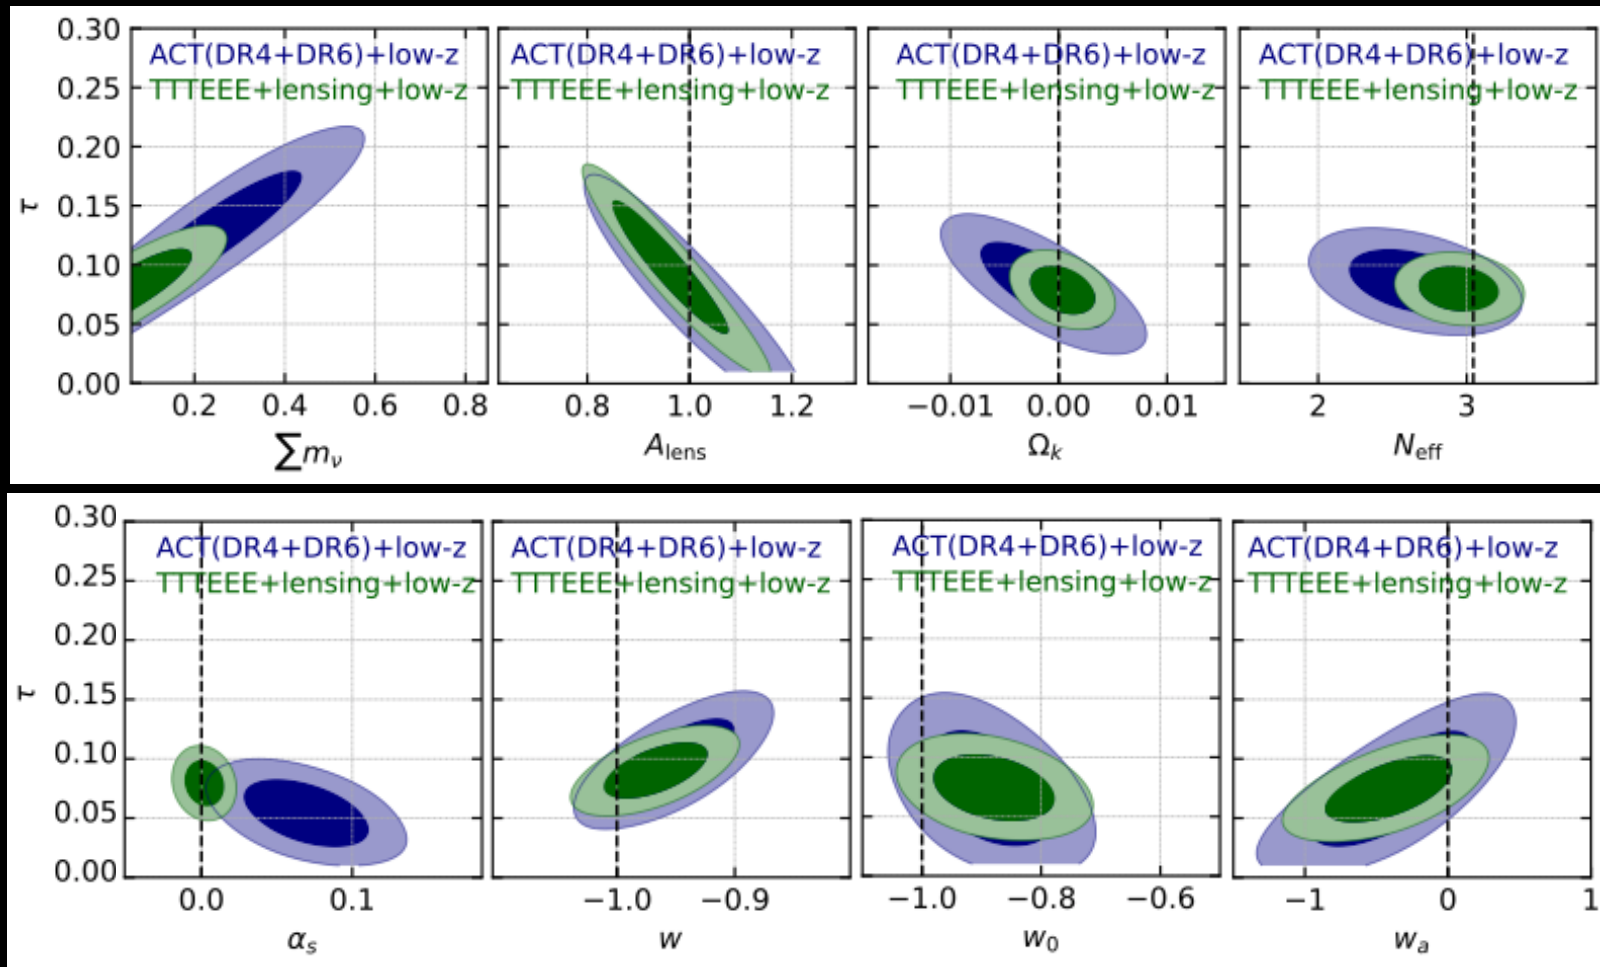 0.30
0.25
0.20
0.15
0.10
0.05
0.00
τ
ACT(DR4+DR6)+low-z
TTTEEE+lensing+low-z
0.2 0.4 0.6 0.8
∑mν
ACT(DR4+DR6)+low-z
TTTEEE+lensing+low-z
0.8 1.0 1.2
Alens
ACT(DR4+DR6)+low-z
TTTEEE+lensing+low-z
−0.01 0.00 0.01
Ωk
ACT(DR4+DR6)+low-z
TTTEEE+lensing+low-z
2 3
Neff
0.30
0.25
0.20
0.15
0.10
0.05
0.00
τ
ACT(DR4+DR6)+low-z
TTTEEE+lensing+low-z
0.0 0.1
αs
ACT(DR4+DR6)+low-z
TTTEEE+lensing+low-z
−1.0 −0.9
w
ACT(DR4+DR6)+low-z
TTTEEE+lensing+low-z
−1.0 −0.8 −0.6
w0
ACT(DR4+DR6)+low-z
TTTEEE+lensing+low-z
−1 0 1
wa